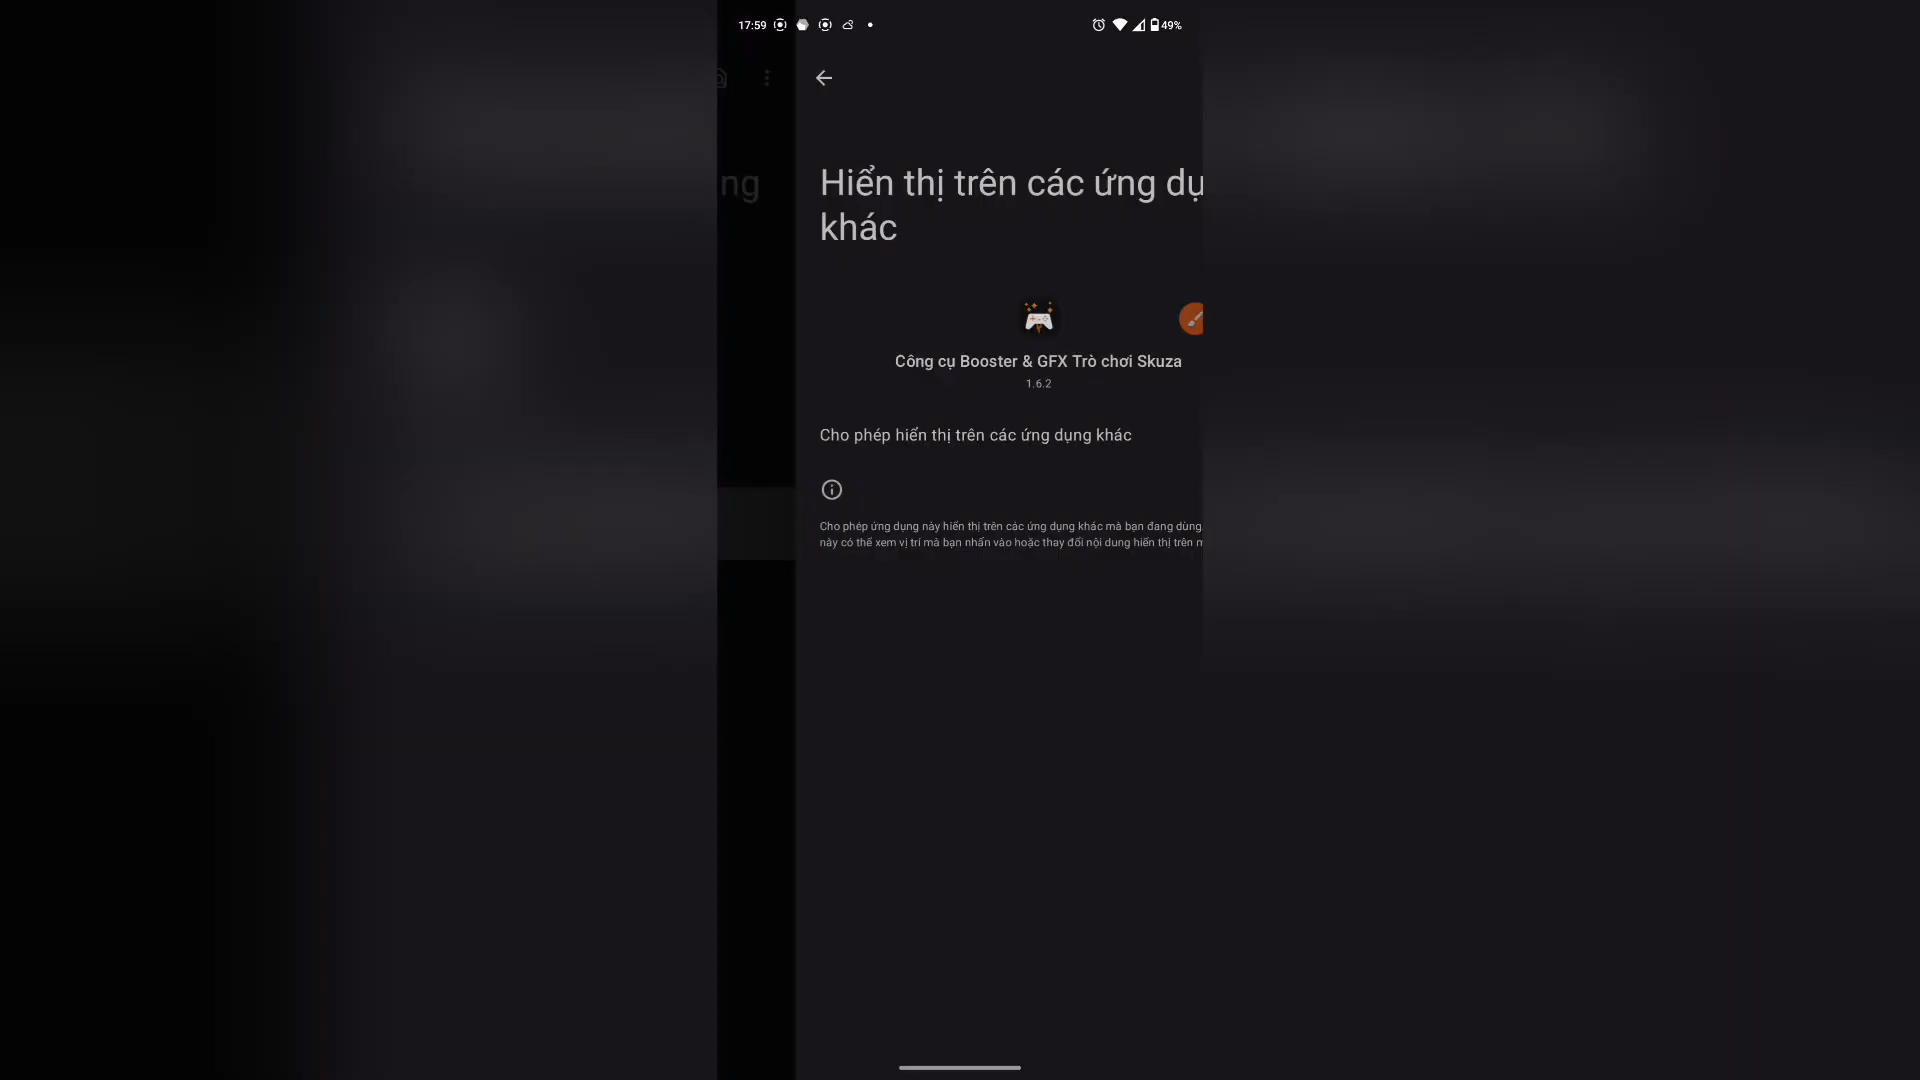 17:59
49%
ng
Hiển thị trên các ứng dụ
khác
Công cụ Booster & GFX Trò chơi Skuza
1.6.2
Cho phép hiển thị trên các ứng dụng khác
Cho phép ứng dụng này hiển thị trên các ứng dụng khác mà bạn đang dùng.
này có thể xem vị trí mà bạn nhấn vào hoặc thay đổi nội dung hiển thị trên m